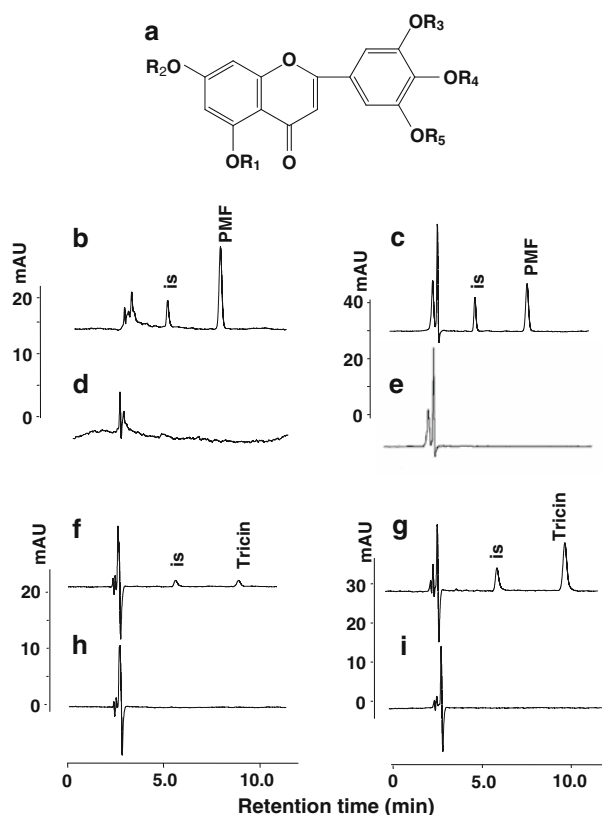 a
OR₃
R₂O
O
OR₄
OR₅
OR₁
O
b
mAU
20
10
0
is
PMF
d
c
mAU
40
20
0
is
PMF
e
f
mAU
20
10
0
is
Tricin
h
g
mAU
30
20
10
0
is
Tricin
i
0
5.0
10.0
0
5.0
10.0
Retention time (min)